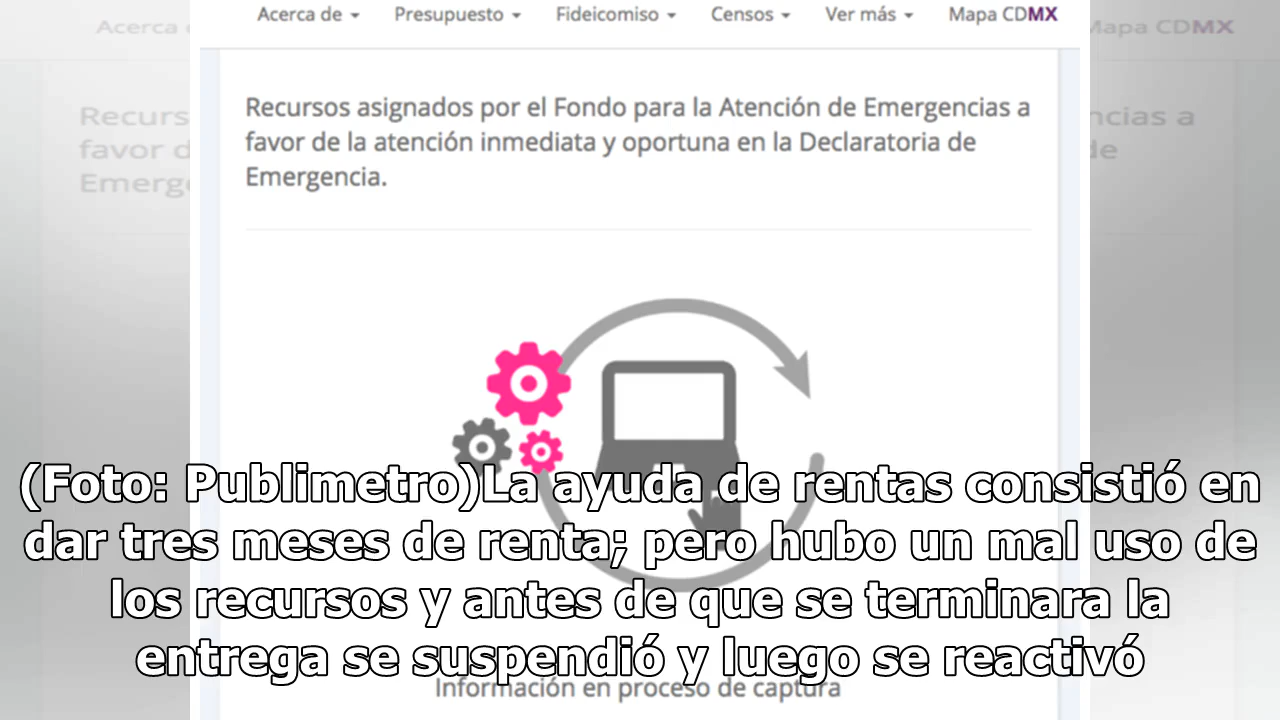 Acerca de Presupuesto Fideicomiso Censos Ver más Mapa CDMX
Recursos asignados por el Fondo para la Atención de Emergencias a
favor de la atención inmediata y oportuna en la Declaratoria de
Emergencia.
(Foto: Publimetro)La ayuda de rentas consistió en
dar tres meses de renta; pero hubo un mal uso de
los recursos y antes de que se terminara la
entrega se suspendió y luego se reactivó
Información en proceso de captura